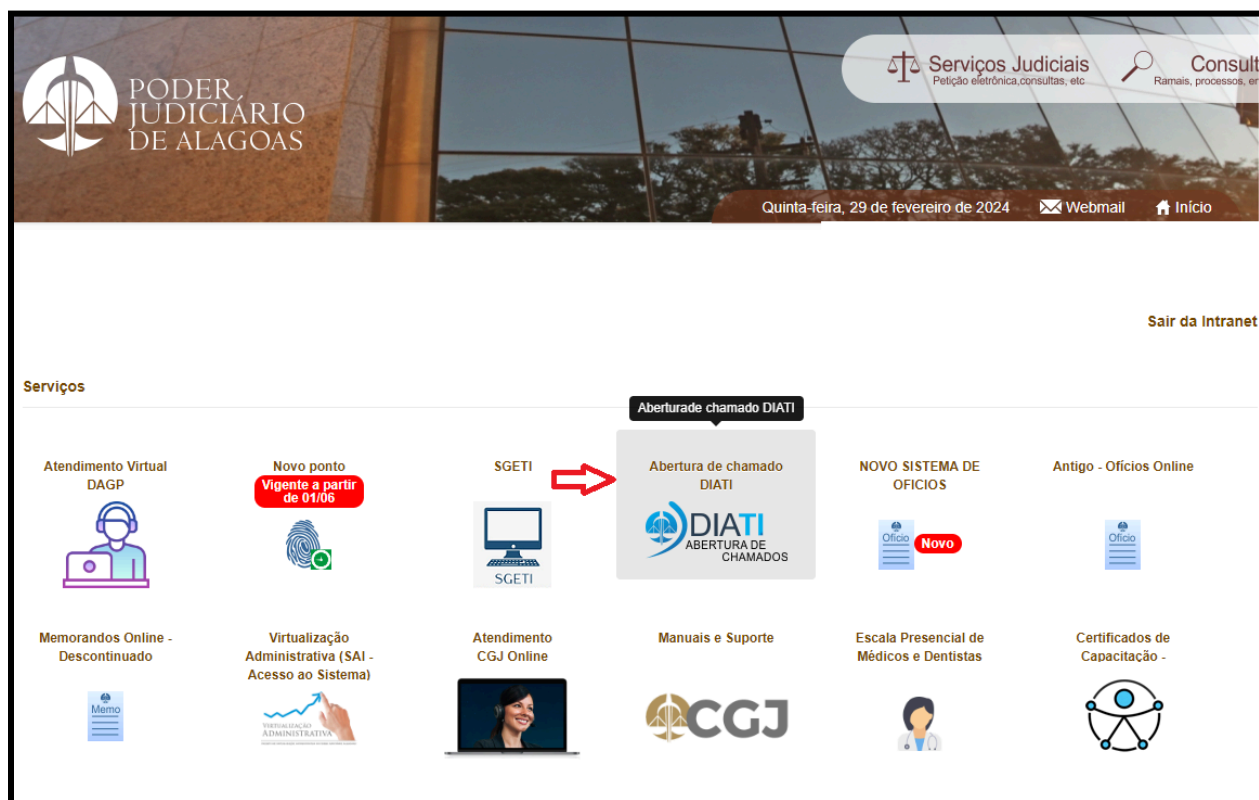 PODER
JUDICIÁRIO
DE ALAGOAS
Serviços Judiciais
Petição eletrônica,consultas, etc
Consult
Ramais, processos, en
Quinta-feira, 29 de fevereiro de 2024
Webmail
Início
Sair da Intranet
Serviços
Aberturade chamado DIATI
Atendimento Virtual
DAGP
Novo ponto
Vigente a partir
de 01/06
SGETI
SGETI
Abertura de chamado
DIATI
DIATI
ABERTURA DE
CHAMADOS
NOVO SISTEMA DE
OFICIOS
Ofício
Novo
Antigo - Ofícios Online
Ofício
Memorandos Online -
Descontinuado
Memo
Virtualização
Administrativa (SAI -
Acesso ao Sistema)
VIRTUALIZAÇÃO
ADMINISTRATIVA
Atendimento
CGJ Online
Manuais e Suporte
CGJ
Escala Presencial de
Médicos e Dentistas
Certificados de
Capacitação -